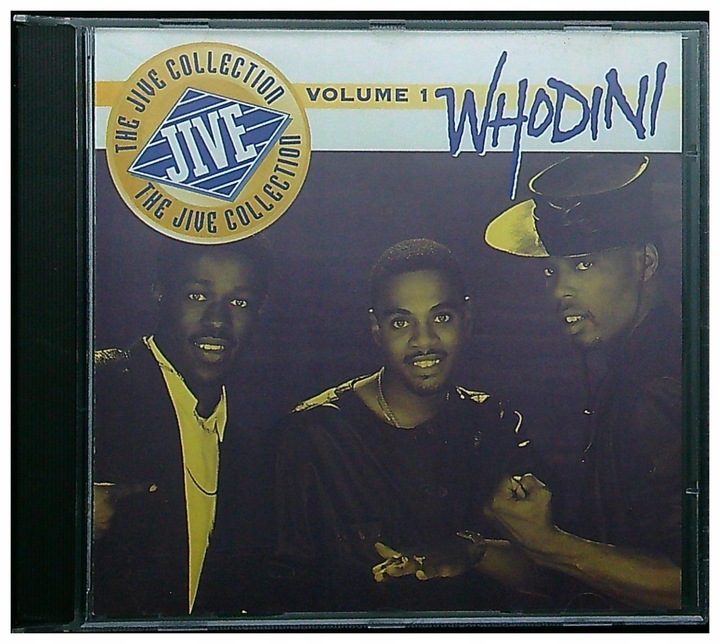 THE JIVE COLLECTION
JIVE
THE JIVE COLLECTION
VOLUME 1
WHODINI